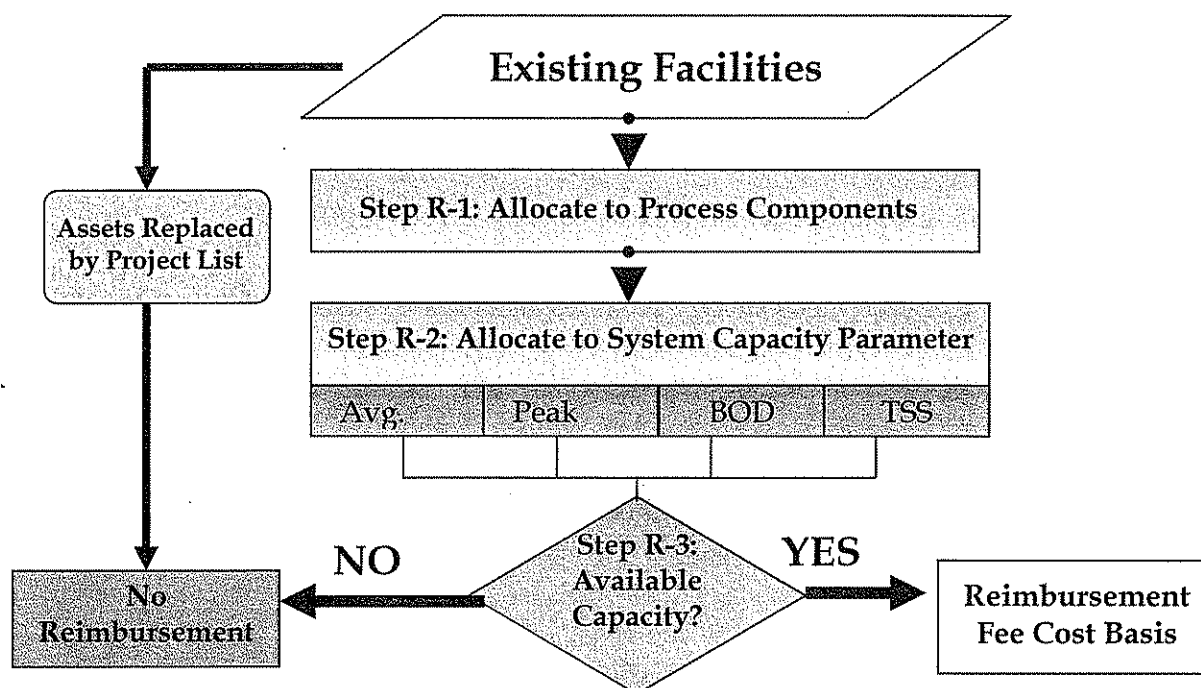 Existing Facilities
Step R-1: Allocate to Process Components
Assets Replaced
by Project List
Step R-2: Allocate to System Capacity Parameter
Avg.
Peak
BOD
TSS
NO
Step R-3:
Available
Capacity?
YES
No
Reimbursement
Reimbursement
Fee Cost Basis